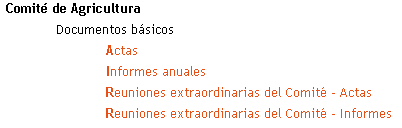 Comité de Agricultura
Documentos básicos
Actas
Informes anuales
Reuniones extraordinarias del Comité - Actas
Reuniones extraordinarias del Comité - Informes